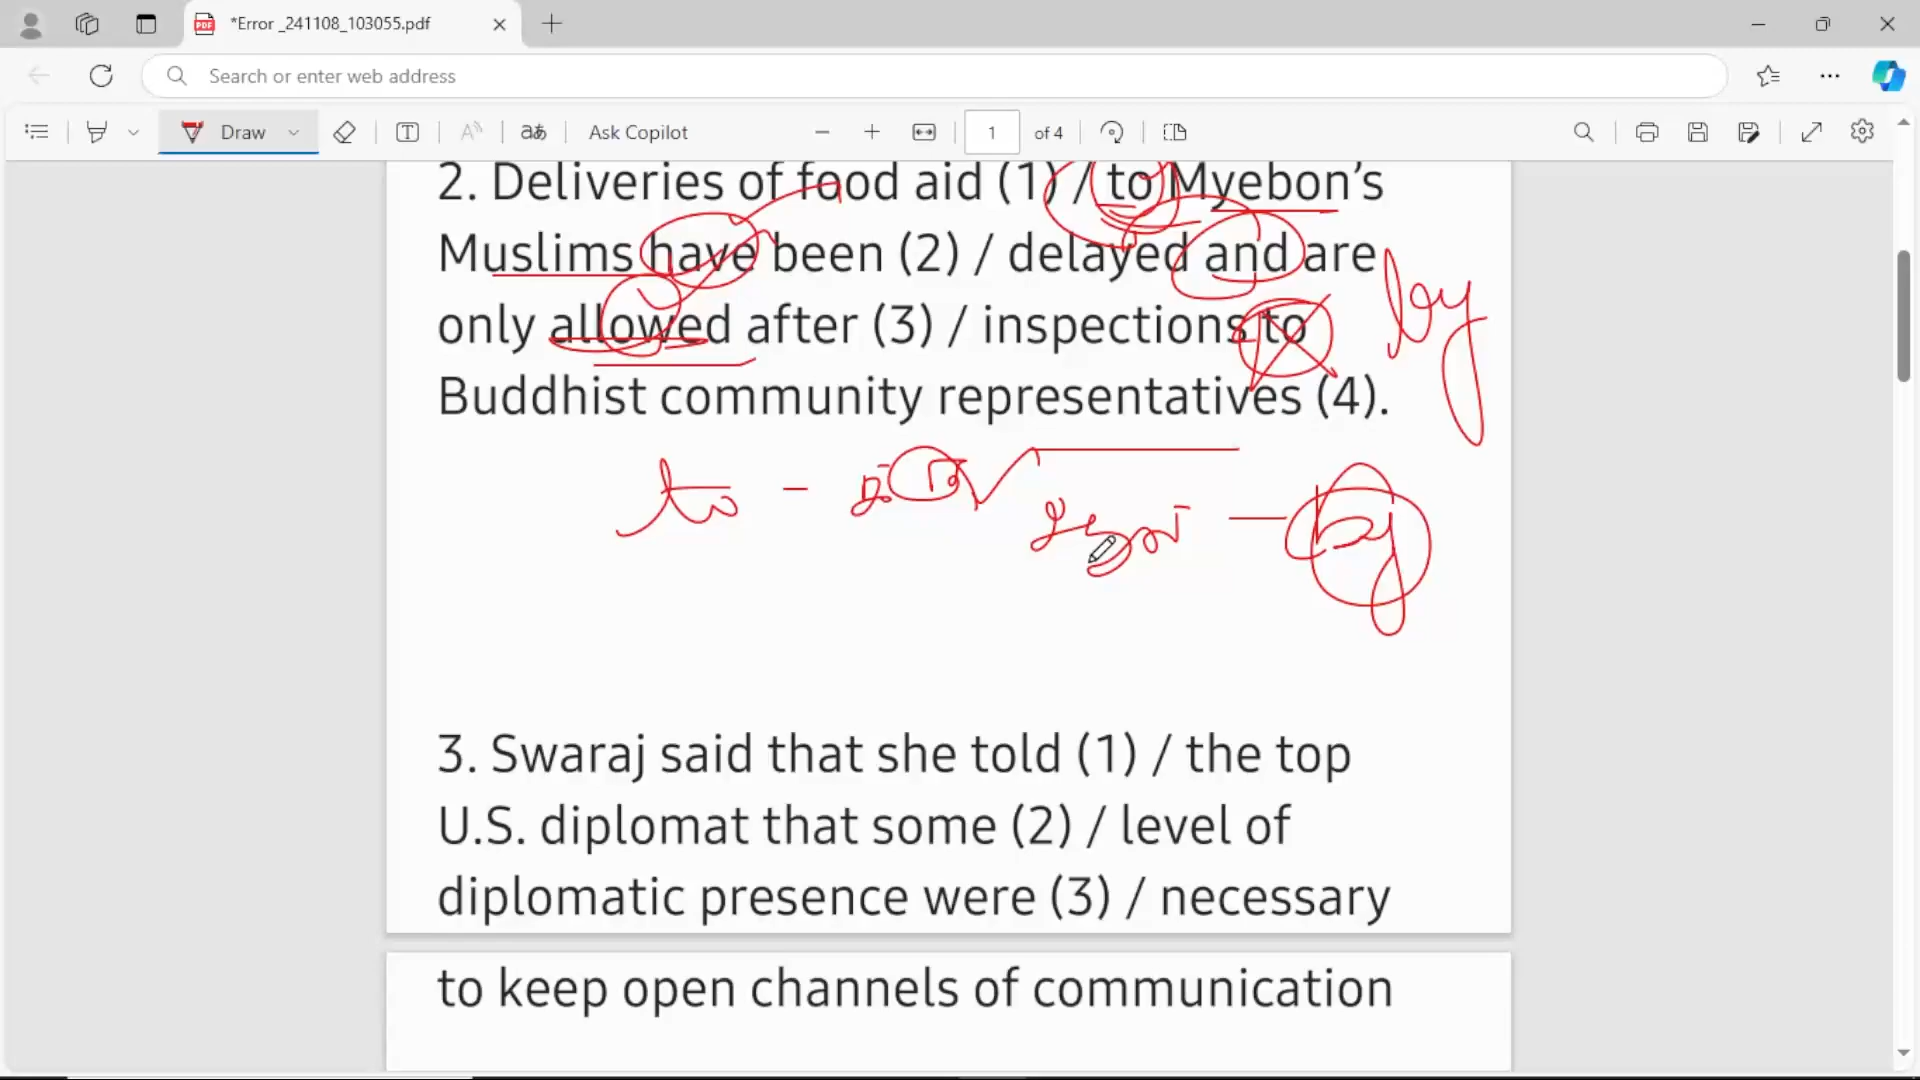 *Error _241108_103055.pdf
Search or enter web address
Draw
Ask Copilot
1 of 4
2. Deliveries of food aid (1) / to Myebon’s
Muslims have been (2) / delayed and are
only allowed after (3) / inspections to
by
Buddhist community representatives (4).
to -
- by
3. Swaraj said that she told (1) / the top
U.S. diplomat that some (2) / level of
diplomatic presence were (3) / necessary
to keep open channels of communication